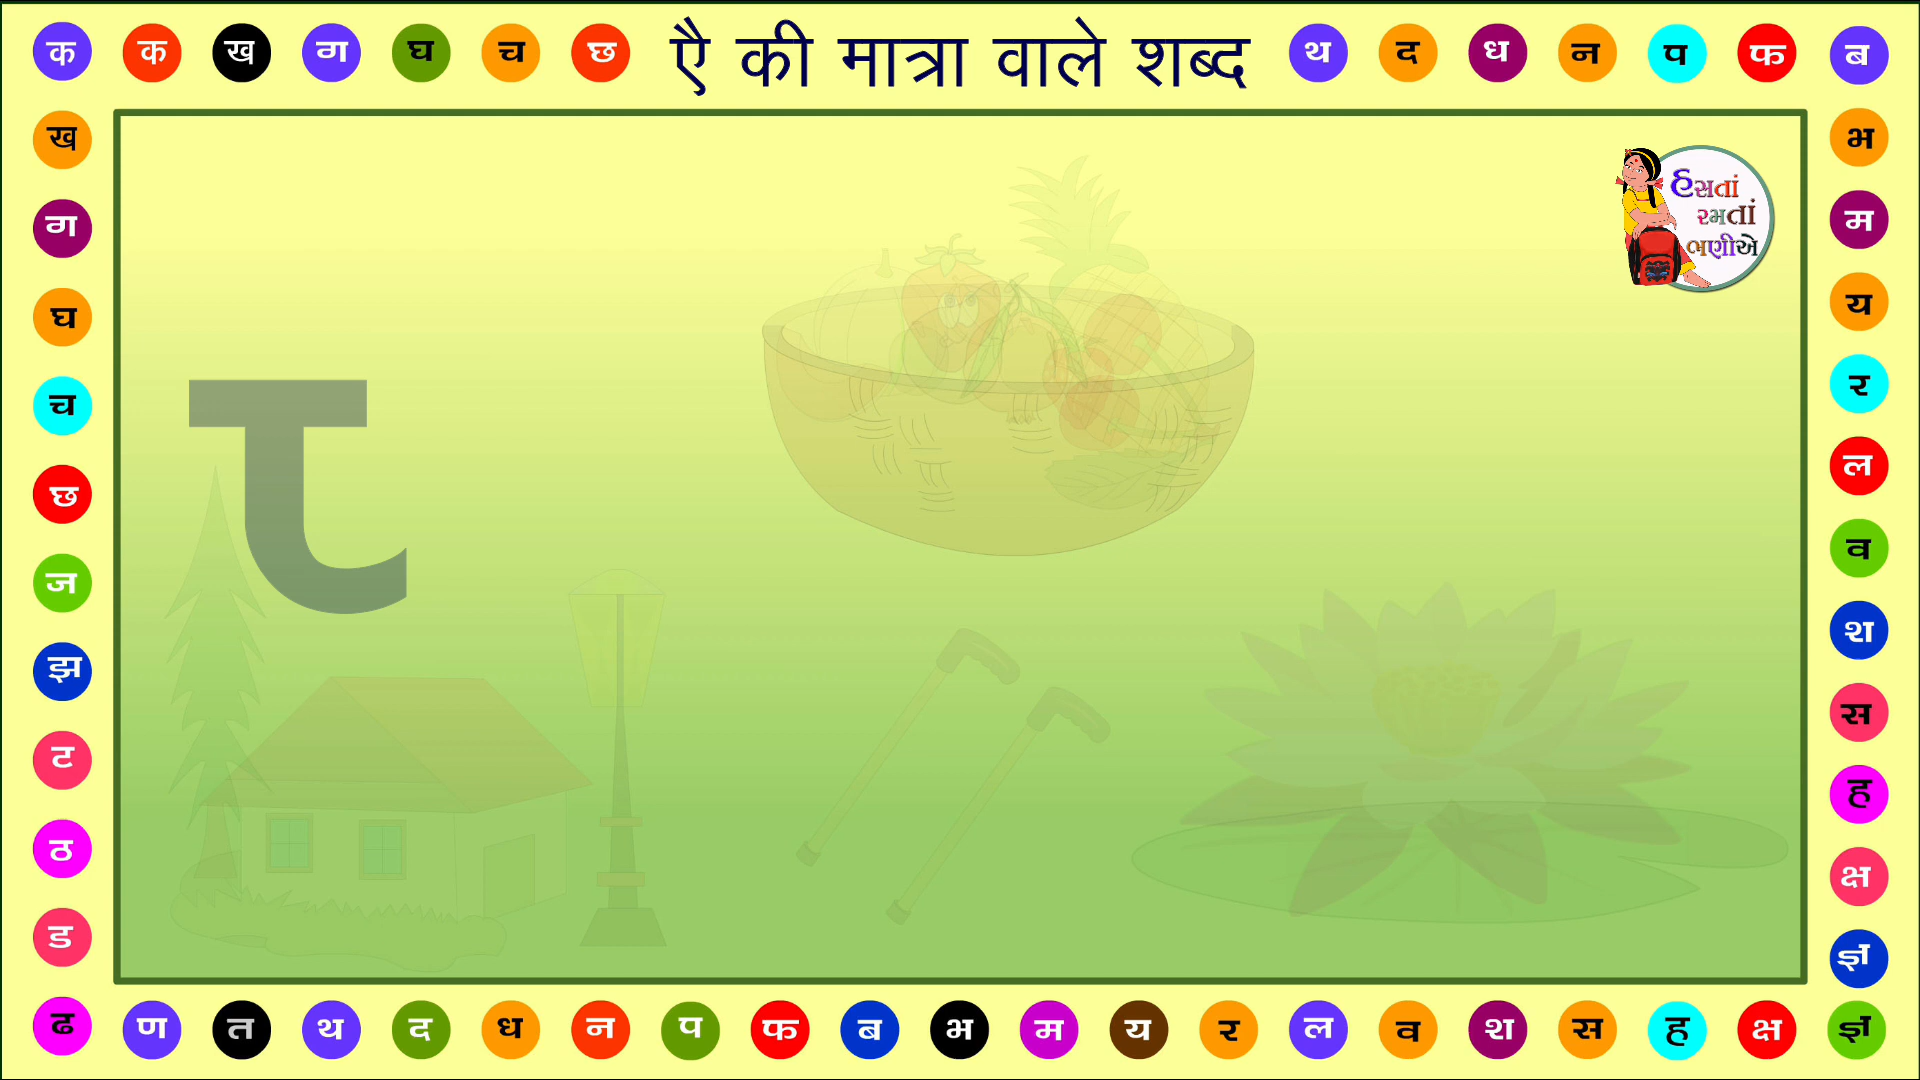 क क ख ग घ च छ ऐ की मात्रा वाले शब्द थ द ध न प फ ब
ख
ग
घ
च
छ
ज
झ
ट
ठ
ड
હસતાં
રમતાં
ભણીએ
भ
म
य
र
ल
व
श
स
ह
क्ष
ज्ञ
ढ ण त थ द ध न प फ ब भ म य र ल व श स ह क्ष ज्ञ